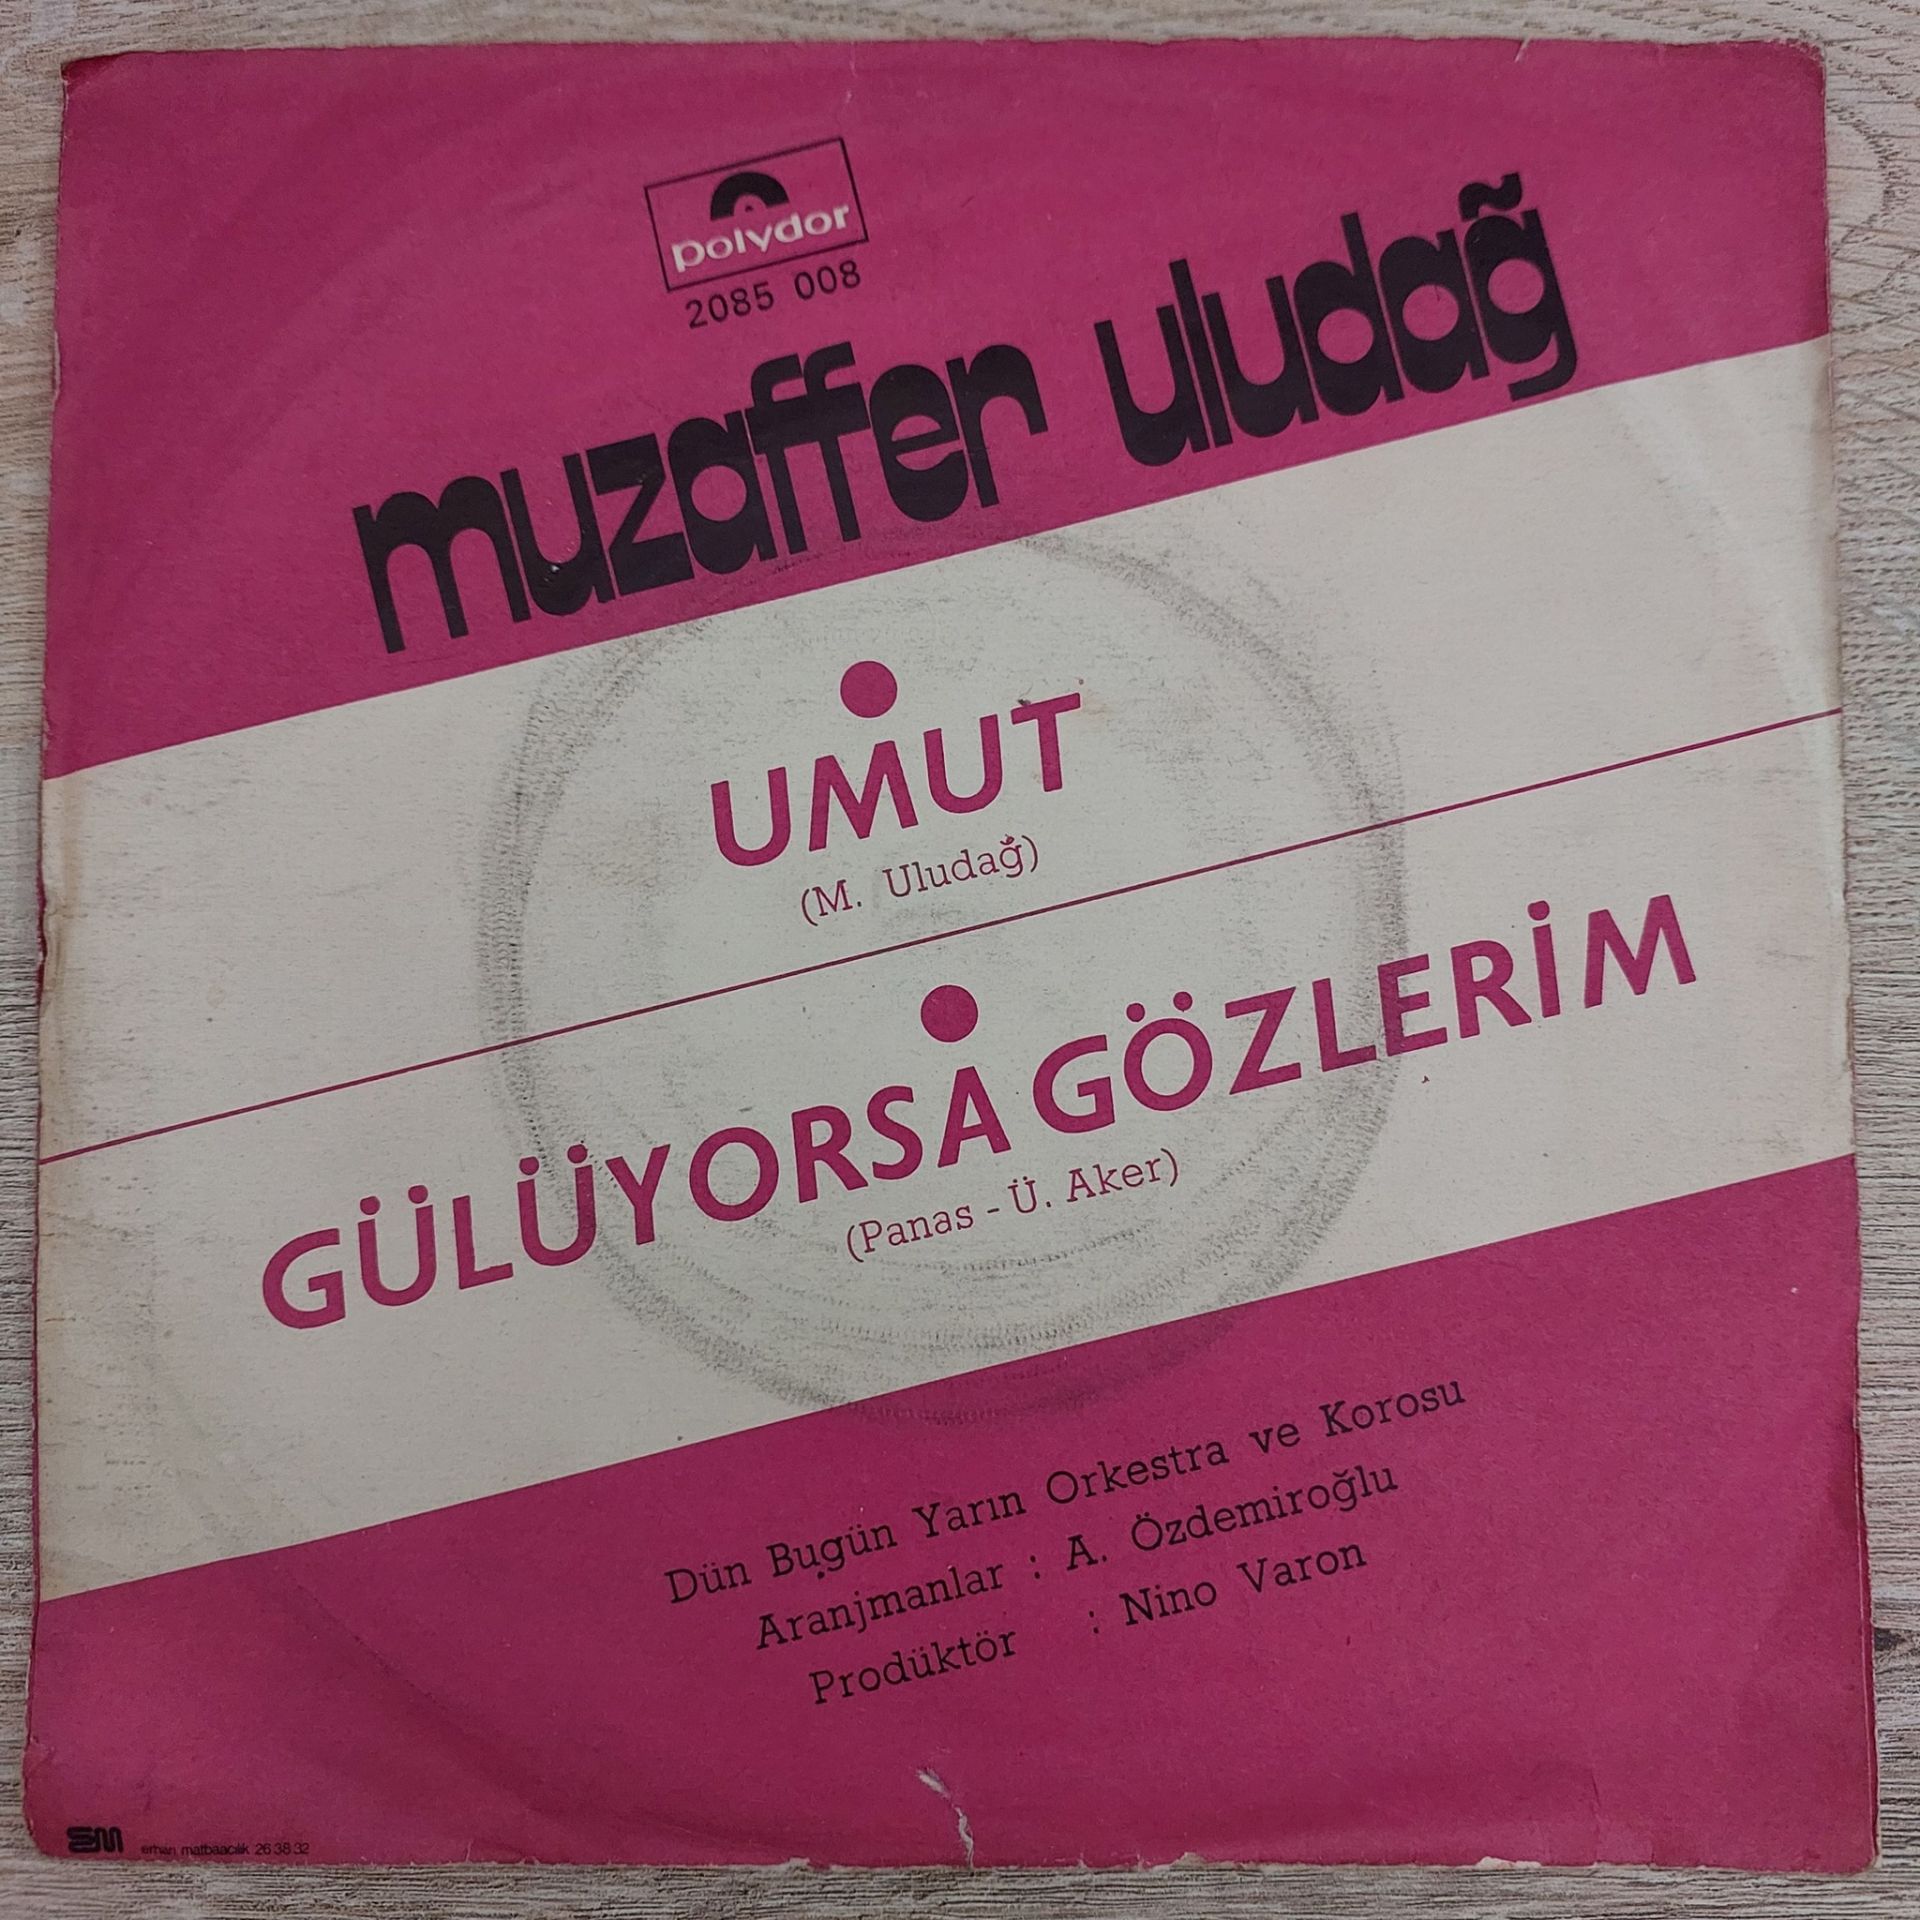 polydor
2085 008
muzaffer uludağ
UMUT
(M. Uludağ)
GÜLÜYORSA GÖZLERİM
(Panas - Ü. Aker)
Dün Bugün Yarın Orkestra ve Korosu
Aranjmanlar : A. Özdemiroğlu
Prodüktör : Nino Varon
EM erhan matbaacılık 26 38 32